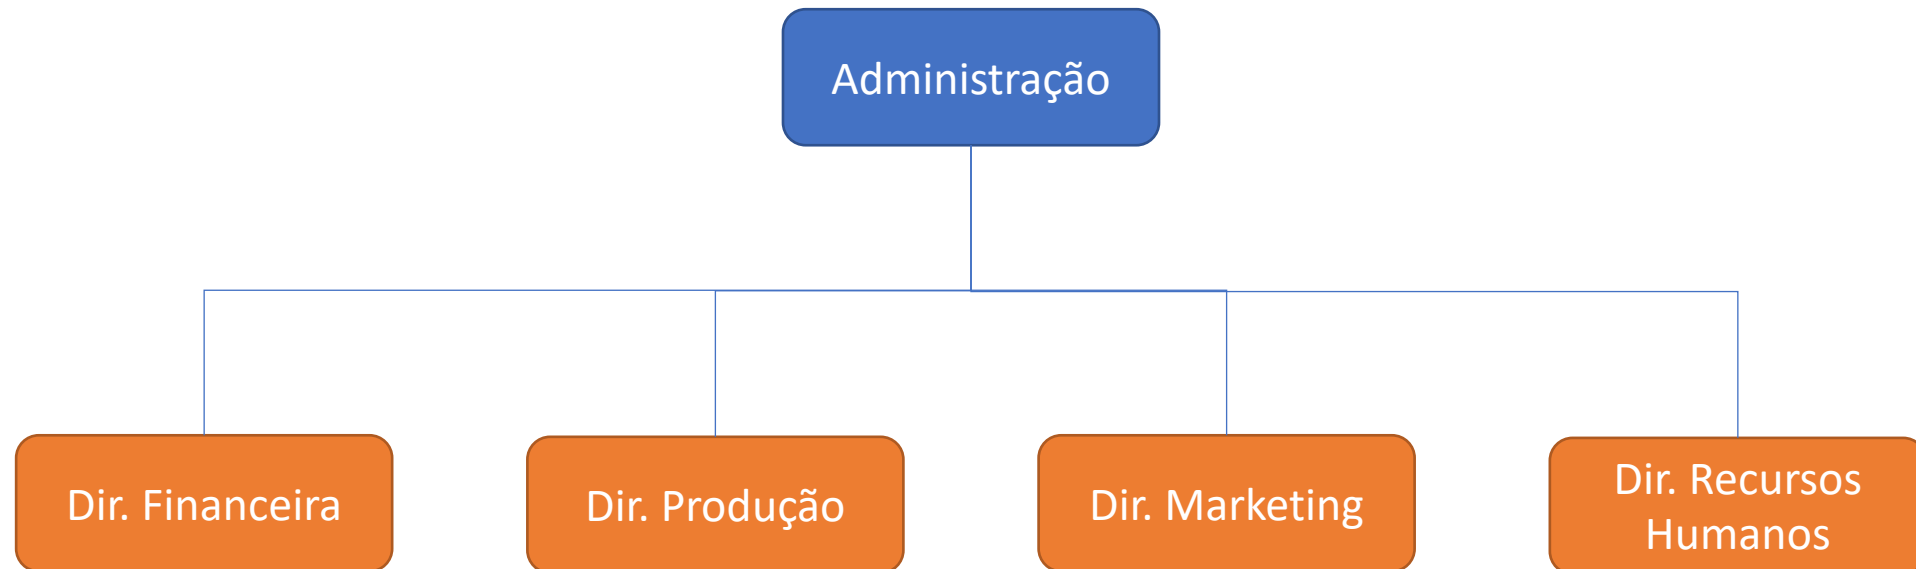 Administração
Dir. Financeira
Dir. Produção
Dir. Marketing
Dir. Recursos
Humanos